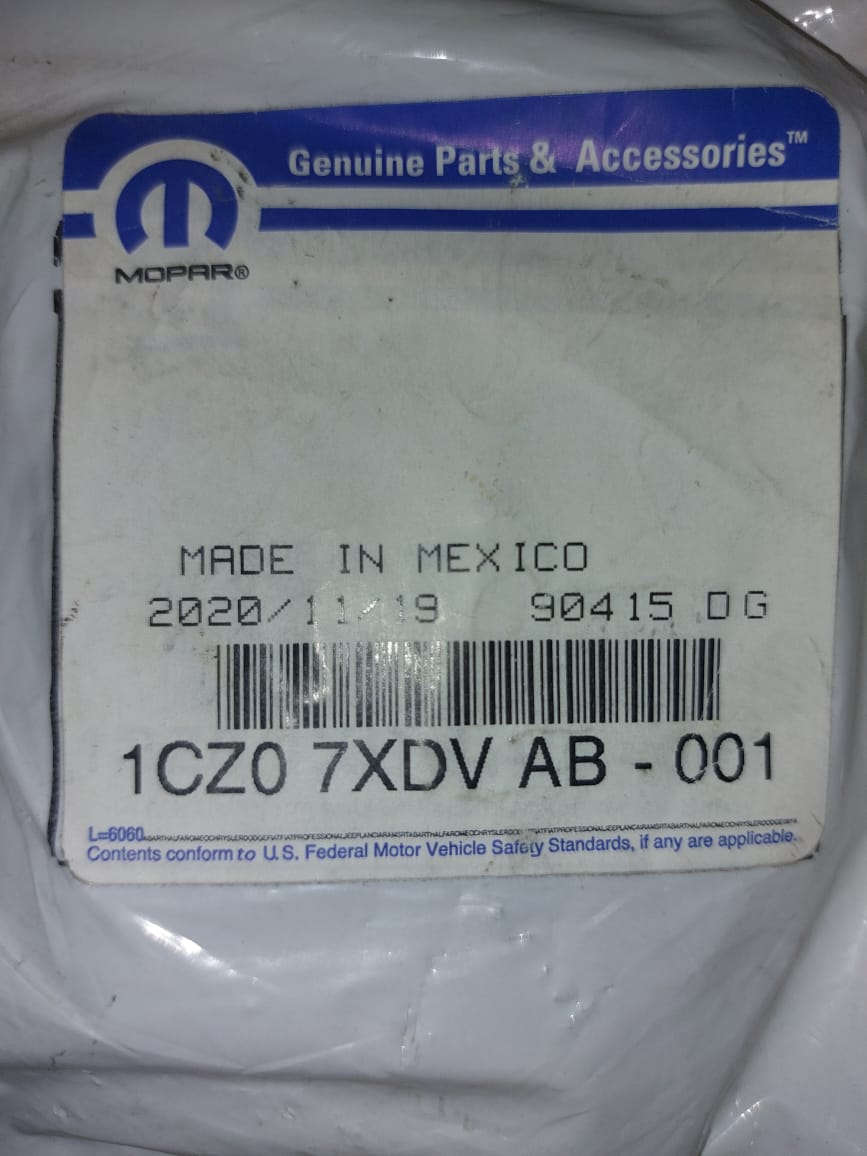 Genuine Parts & Accessories™
MOPAR®
MADE IN MEXICO
2020/11/19 90415 DG
1CZ0 7XDV AB - 001
L=6060
Contents conform to U.S. Federal Motor Vehicle Safety Standards, if any are applicable.